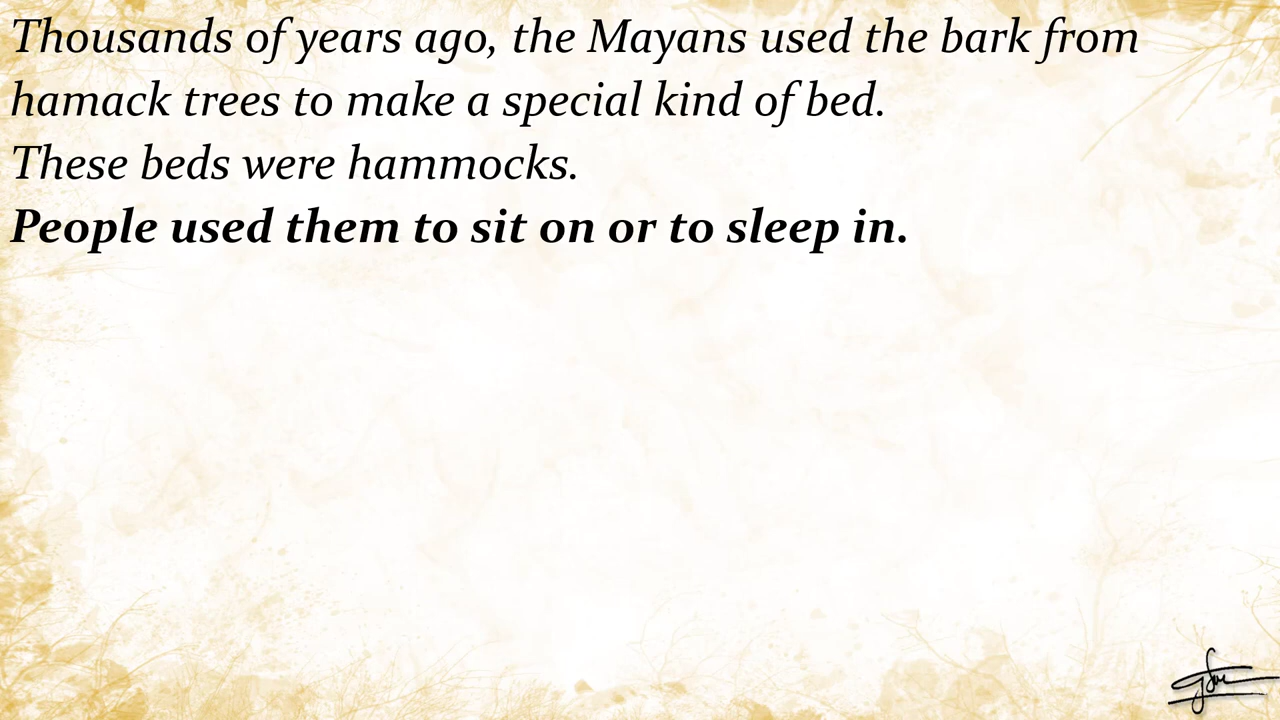 Thousands of years ago, the Mayans used the bark from
hamack trees to make a special kind of bed.
These beds were hammocks.
People used them to sit on or to sleep in.